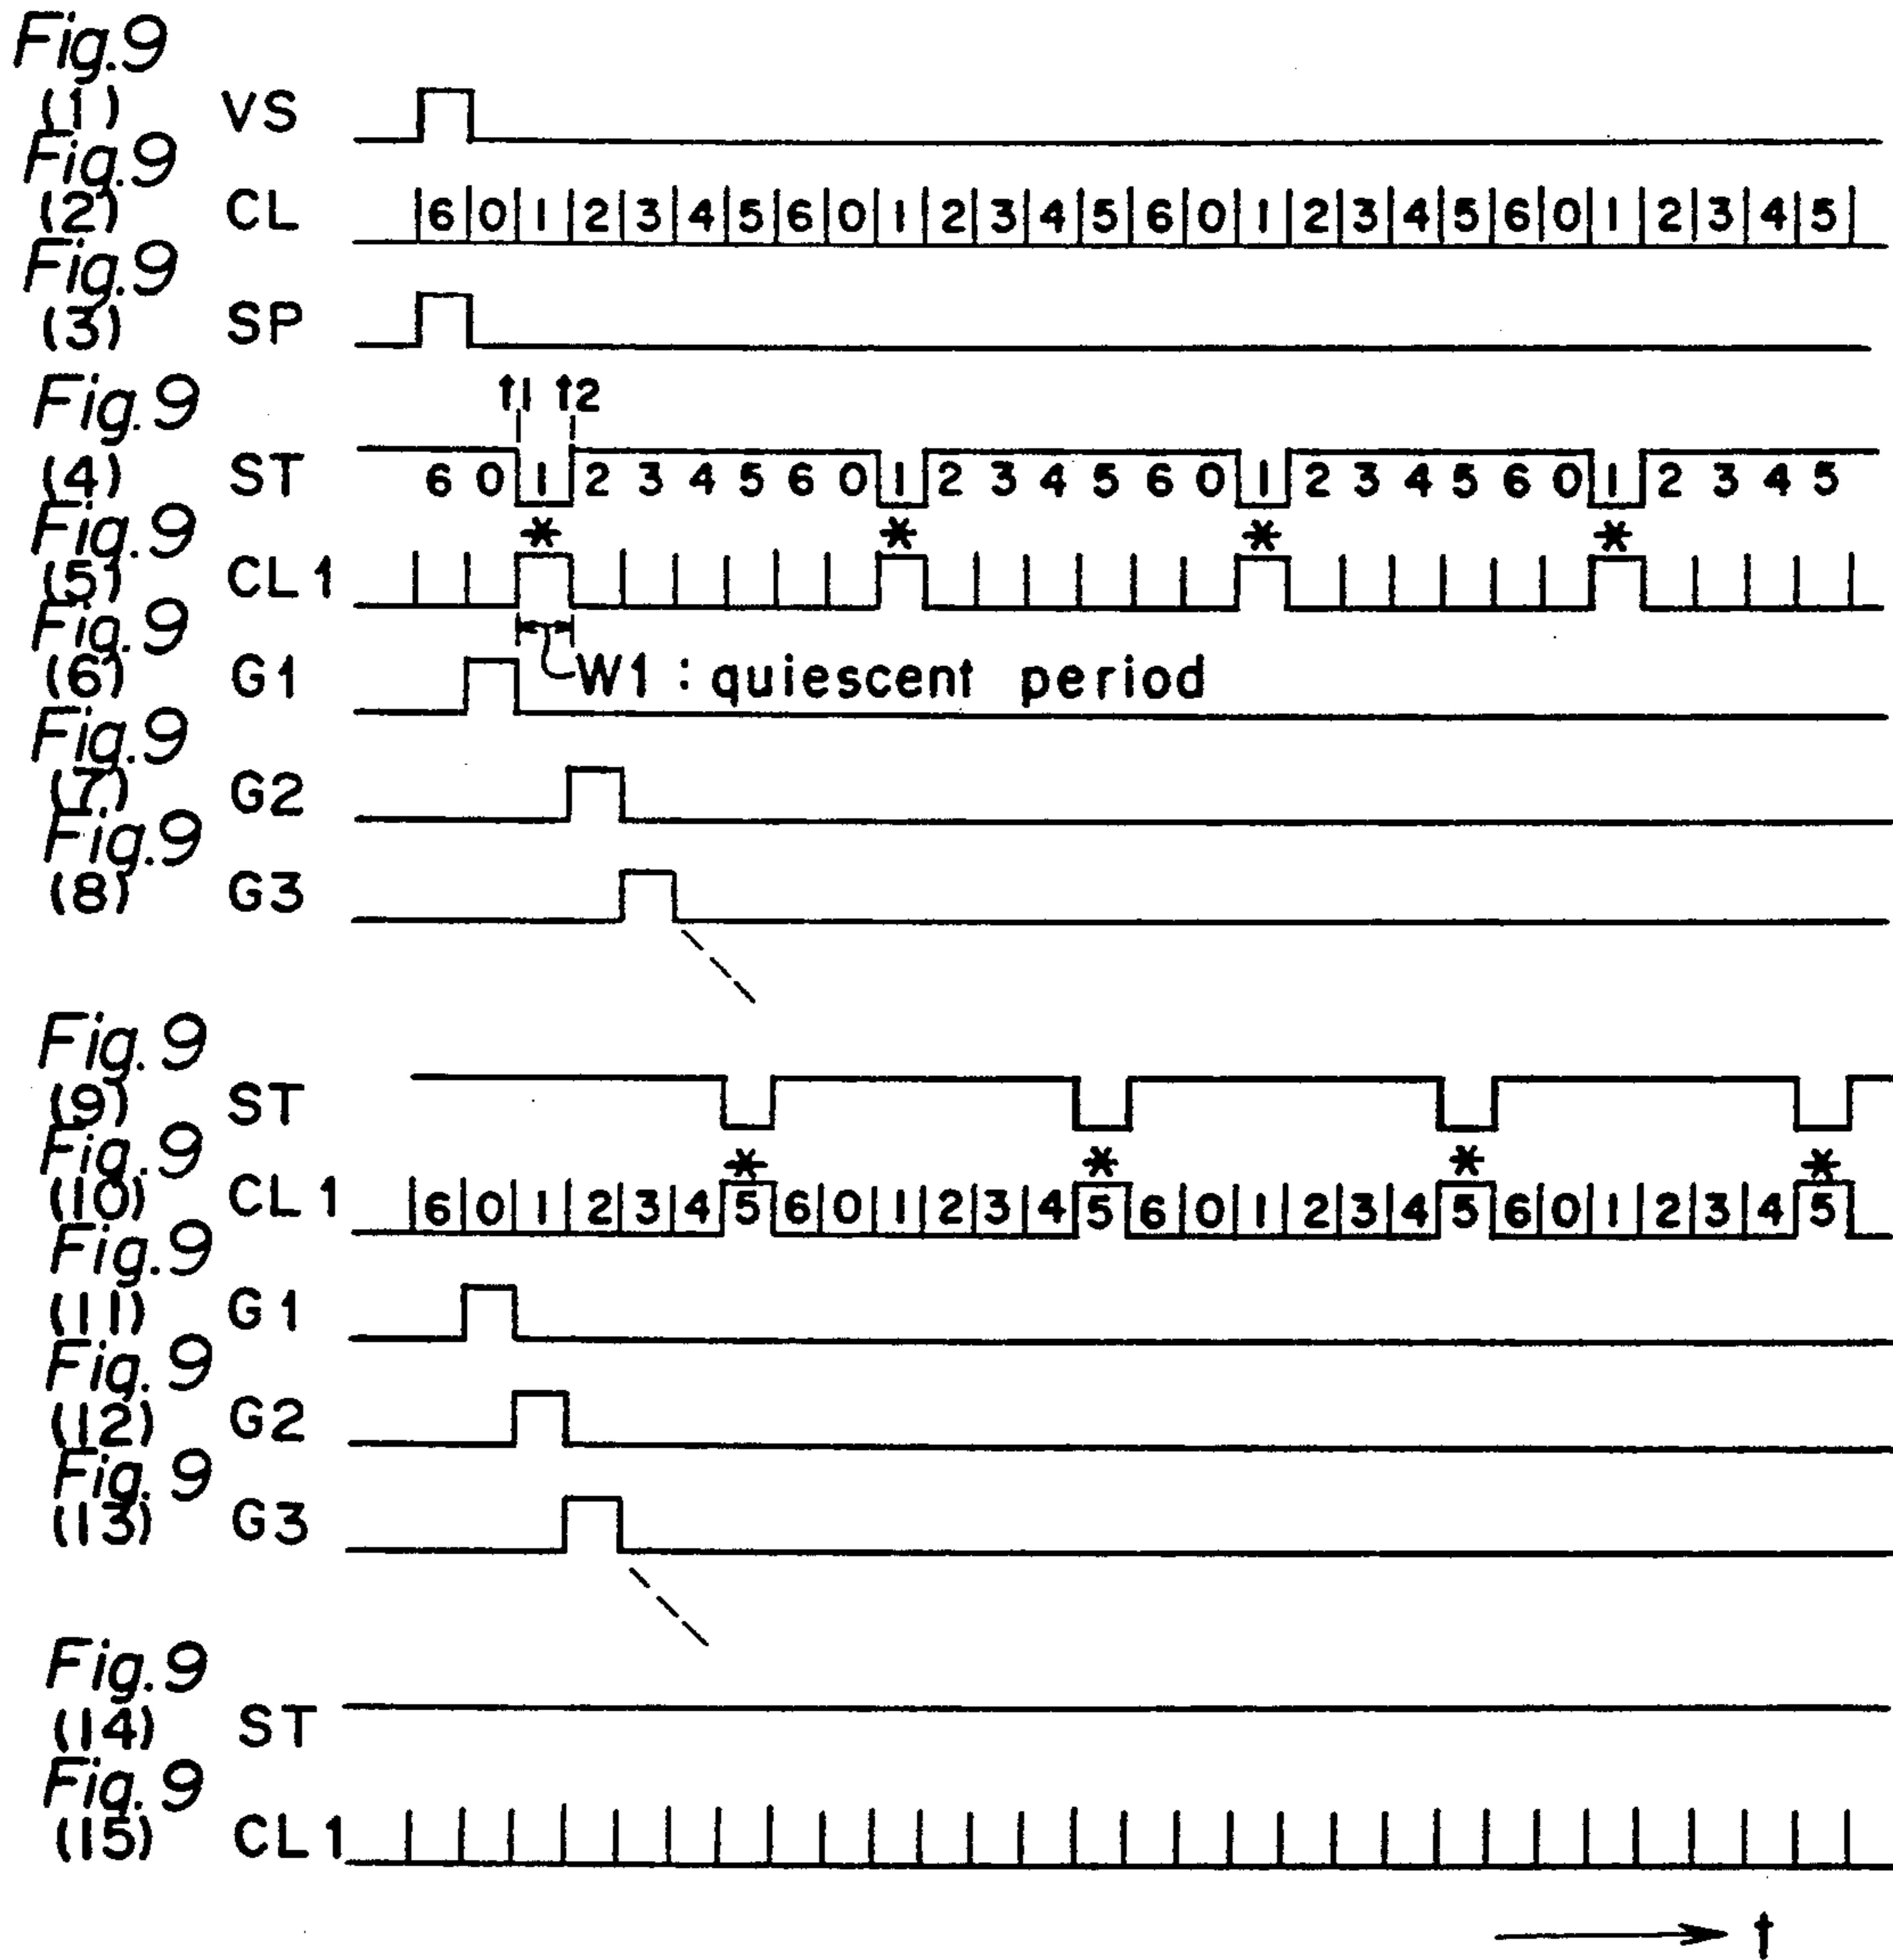 Fig.9
(1) VS
Fig.9
(2) CL 6 0 1 2 3 4 5 6 0 1 2 3 4 5 6 0 1 2 3 4 5 6 0 1 2 3 4 5
Fig.9
(3) SP
Fig.9 t1 t2
(4) ST 6 0 1 2 3 4 5 6 0 1 2 3 4 5 6 0 1 2 3 4 5 6 0 1 2 3 4 5
Fig.9 * * * *
(5) CL1
Fig.9
(6) G1 W1 : quiescent period
Fig.9
(7) G2
Fig.9
(8) G3
Fig.9
(9) ST
Fig.9 * * * *
(10) CL1 6 0 1 2 3 4 5 6 0 1 2 3 4 5 6 0 1 2 3 4 5 6 0 1 2 3 4 5
Fig.9
(11) G1
Fig.9
(12) G2
Fig.9
(13) G3
Fig.9
(14) ST
Fig.9
(15) CL1
t